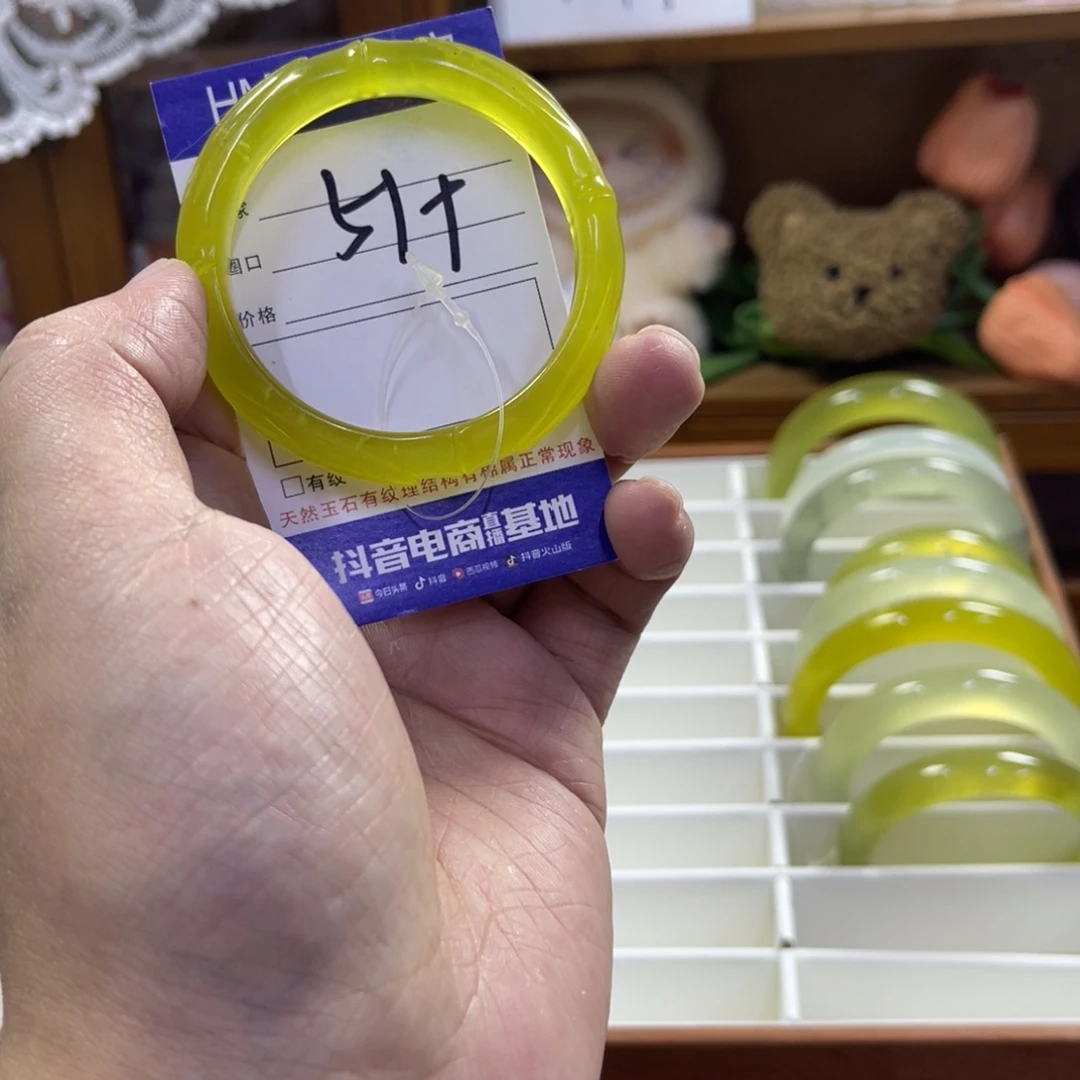 圈口
价格
有纹
天然玉石有纹理结构有棉属正常现象
抖音电商直播基地
今日头条 抖音 西瓜视频 抖音火山版